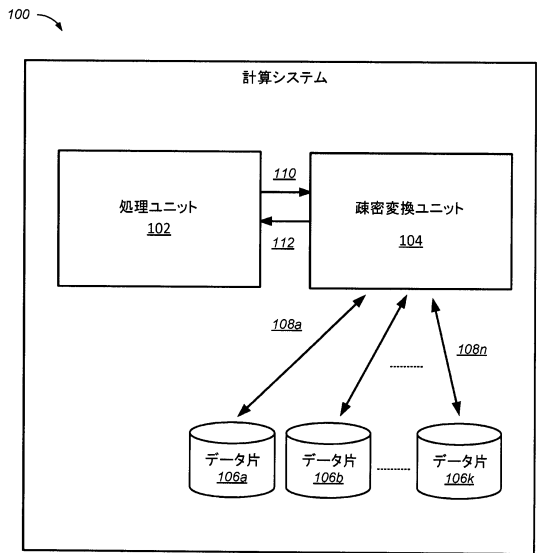 100
計算システム
処理ユニット
102
110
112
疎密変換ユニット
104
108a
108n
データ片
106a
データ片
106b
データ片
106k